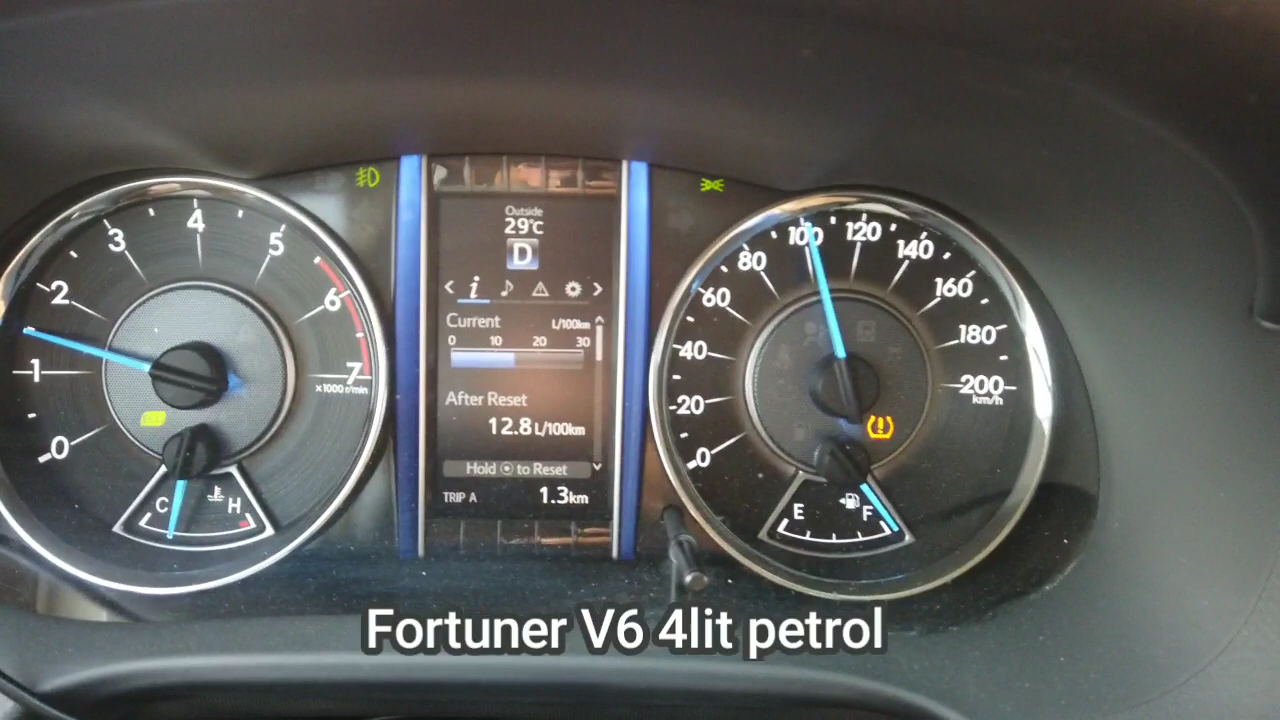 4
3
5
2
6
1
7
x1000 r/min
0
C
H
Outside
29°C
D
i
Current
L/100km
0 10 20 30
After Reset
12.8 L/100km
Hold to Reset
TRIP A 1.3km
100
120
80
140
60
160
40
180
20
200
km/h
0
E
F
Fortuner V6 4lit petrol